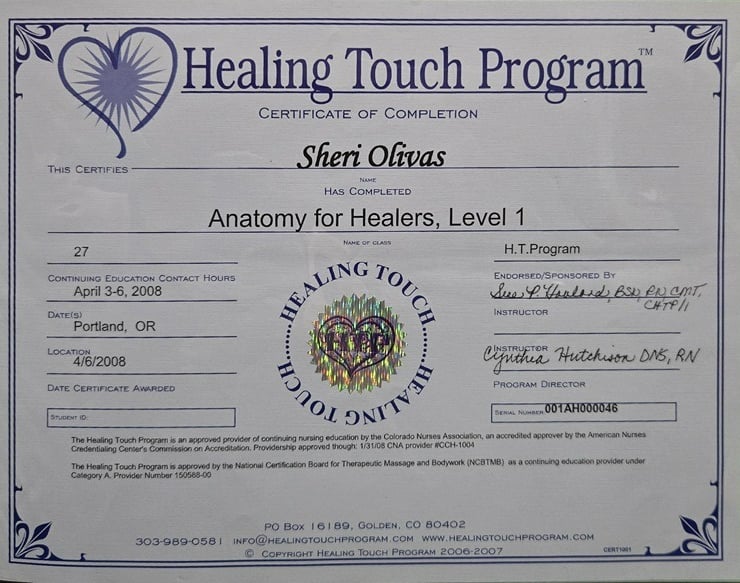 Healing Touch Program™
CERTIFICATE OF COMPLETION
THIS CERTIFIES Sheri Olivas
NAME
HAS COMPLETED
Anatomy for Healers, Level 1
NAME OF CLASS
27
CONTINUING EDUCATION CONTACT HOURS
April 3-6, 2008
DATE(S)
Portland, OR
LOCATION
4/6/2008
DATE CERTIFICATE AWARDED
STUDENT ID:
HEALING TOUCH
HEALING TOUCH
HTP
H.T.Program
ENDORSED/SPONSORED BY
Sue P. Hovland, BSN, RN CMT,
CHTP/I
INSTRUCTOR
INSTRUCTOR
Cynthia Hutchison DNS, RN
PROGRAM DIRECTOR
SERIAL NUMBER 001AH000046
The Healing Touch Program is an approved provider of continuing nursing education by the Colorado Nurses Association, an accredited approver by the American Nurses
Credentialing Center's Commission on Accreditation. Providership approved though: 1/31/08 CNA provider #CCH-1004
The Healing Touch Program is approved by the National Certification Board for Therapeutic Massage and Bodywork (NCBTMB) as a continuing education provider under
Category A. Provider Number 150568-00
PO BOX 16189, GOLDEN, CO 80402
303-989-0581 INFO@HEALINGTOUCHPROGRAM.COM WWW.HEALINGTOUCHPROGRAM.COM
© COPYRIGHT HEALING TOUCH PROGRAM 2006-2007
CERT1001